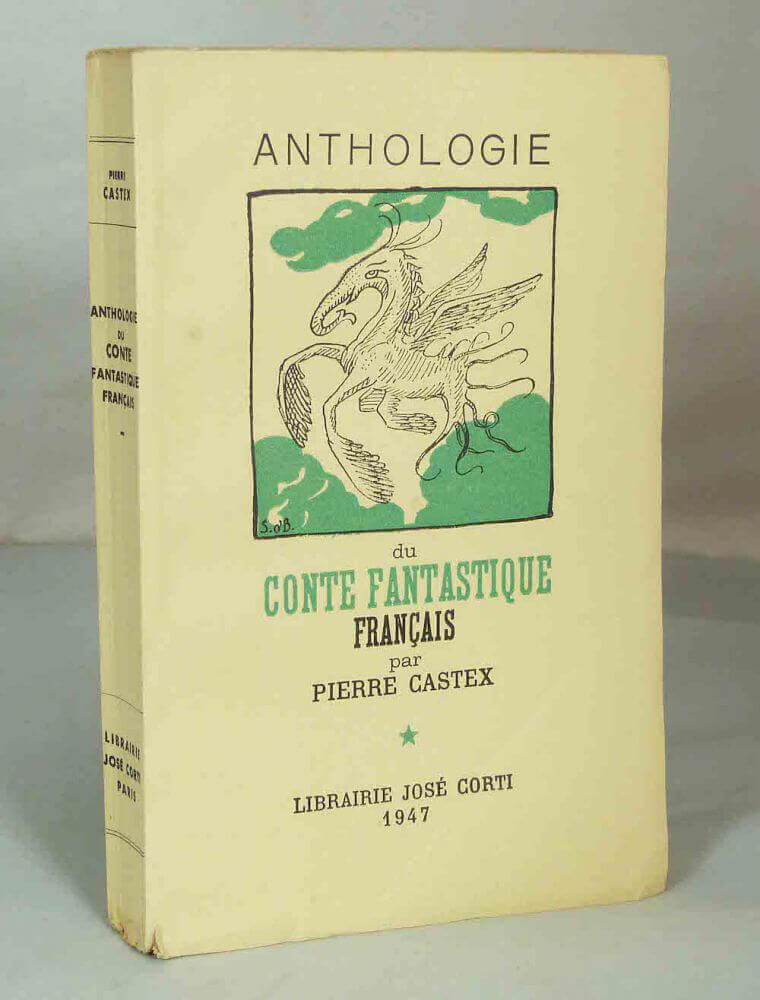 PIERRE
CASTEX
ANTHOLOGIE
DU
CONTE
FANTASTIQUE
FRANÇAIS
LIBRAIRIE
JOSÉ CORTI
PARIS
ANTHOLOGIE
S. d'B.
du
CONTE FANTASTIQUE
FRANÇAIS
par
PIERRE CASTEX
LIBRAIRIE JOSÉ CORTI
1947